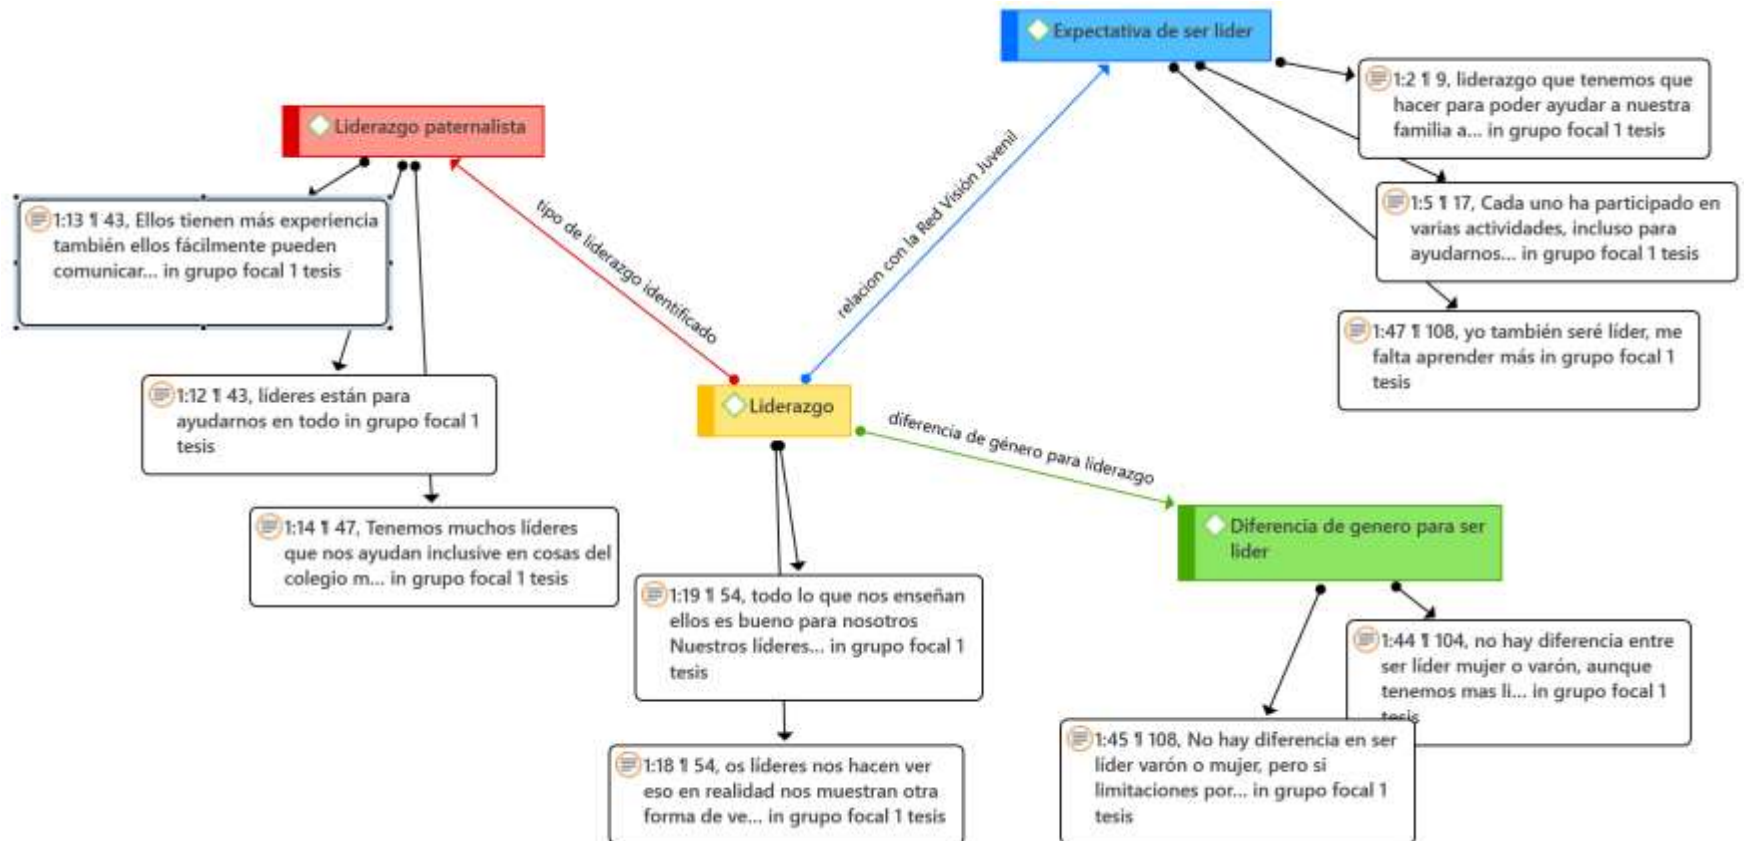 Expectativa de ser lider
1:2 ¶ 9, liderazgo que tenemos que
hacer para poder ayudar a nuestra
familia a... in grupo focal 1 tesis
Liderazgo paternalista
1:5 ¶ 17, Cada uno ha participado en
varias actividades, incluso para
ayudarnos... in grupo focal 1 tesis
1:13 ¶ 43, Ellos tienen más experiencia
también ellos fácilmente pueden
comunicar... in grupo focal 1 tesis
tipo de liderazgo identificado
relacion con la Red Visión Juvenil
1:47 ¶ 108, yo también seré líder, me
falta aprender más in grupo focal 1
tesis
1:12 ¶ 43, líderes están para
ayudarnos en todo in grupo focal 1
tesis
Liderazgo
diferencia de género para liderazgo
1:14 ¶ 47, Tenemos muchos líderes
que nos ayudan inclusive en cosas del
colegio m... in grupo focal 1 tesis
Diferencia de genero para ser
lider
1:19 ¶ 54, todo lo que nos enseñan
ellos es bueno para nosotros
Nuestros líderes... in grupo focal 1
tesis
1:44 ¶ 104, no hay diferencia entre
ser líder mujer o varón, aunque
tenemos mas li... in grupo focal 1
tesis
1:45 ¶ 108, No hay diferencia en ser
líder varón o mujer, pero si
limitaciones por... in grupo focal 1
tesis
1:18 ¶ 54, os líderes nos hacen ver
eso en realidad nos muestran otra
forma de ve... in grupo focal 1 tesis